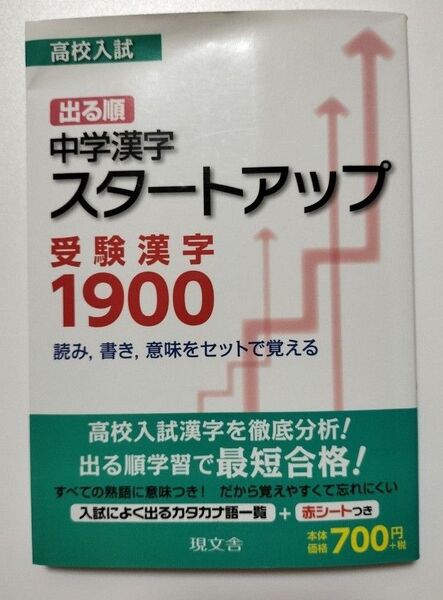 高校入試
出る順
中学漢字
スタートアップ
受験漢字
1900
読み, 書き, 意味をセットで覚える
高校入試漢字を徹底分析!
出る順学習で最短合格!
すべての熟語に意味つき! だから覚えやすくて忘れにくい
入試によく出るカタカナ語一覧 + 赤シートつき
本体価格 700円+税
現文舎